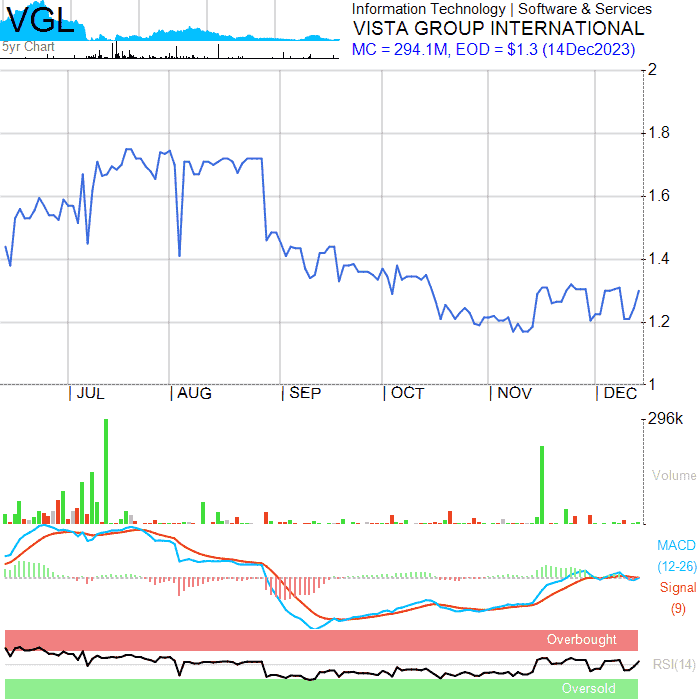 VGL
Information Technology | Software & Services
VISTA GROUP INTERNATIONAL
5yr Chart
MC = 294.1M, EOD = $1.3 (14Dec2023)
2
1.8
1.6
1.4
1.2
1
JUL AUG SEP OCT NOV DEC
296k
Volume
MACD
(12-26)
Signal
(9)
Overbought
RSI(14)
Oversold